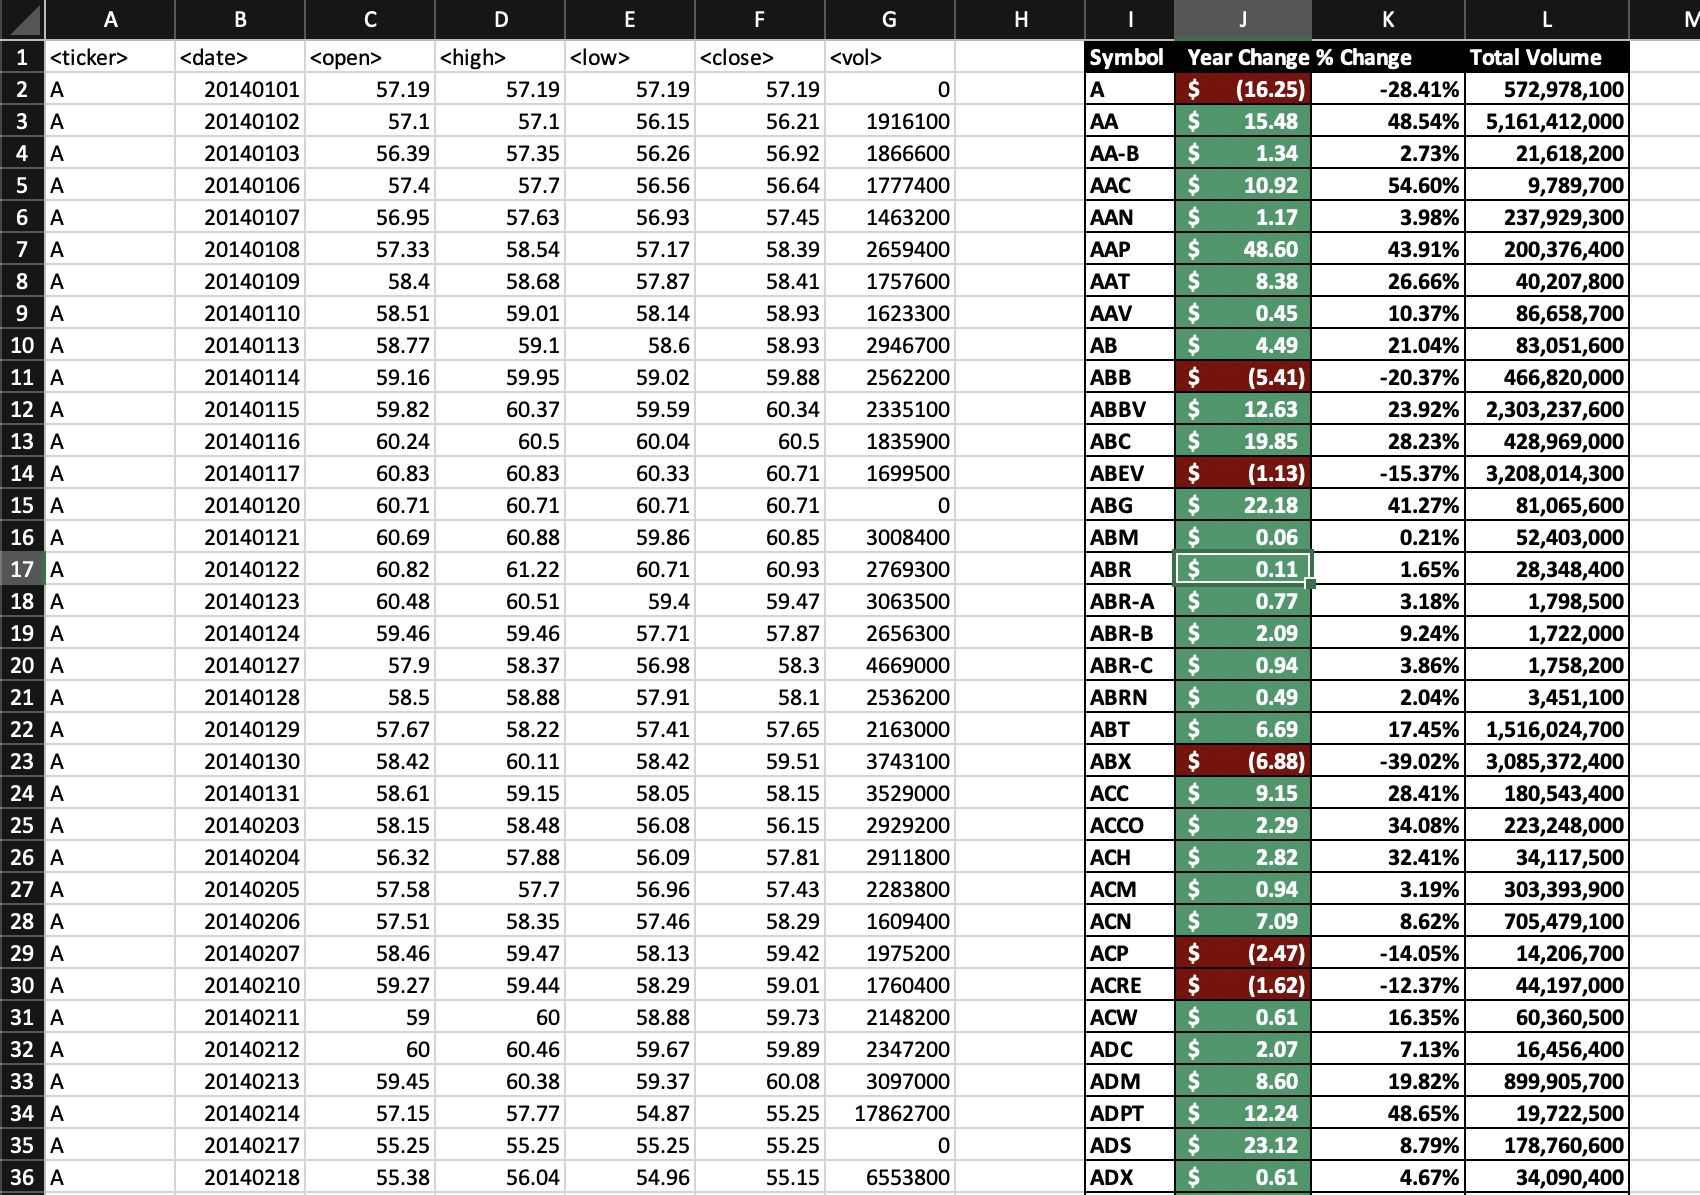 A B C D E F G H I J K L
1 <ticker> <date> <open> <high> <low> <close> <vol> Symbol Year Change % Change Total Volume
2 A 20140101 57.19 57.19 57.19 57.19 0 A $ (16.25) -28.41% 572,978,100
3 A 20140102 57.1 57.1 56.15 56.21 1916100 AA $ 15.48 48.54% 5,161,412,000
4 A 20140103 56.39 57.35 56.26 56.92 1866600 AA-B $ 1.34 2.73% 21,618,200
5 A 20140106 57.4 57.7 56.56 56.64 1777400 AAC $ 10.92 54.60% 9,789,700
6 A 20140107 56.95 57.63 56.93 57.45 1463200 AAN $ 1.17 3.98% 237,929,300
7 A 20140108 57.33 58.54 57.17 58.39 2659400 AAP $ 48.60 43.91% 200,376,400
8 A 20140109 58.4 58.68 57.87 58.41 1757600 AAT $ 8.38 26.66% 40,207,800
9 A 20140110 58.51 59.01 58.14 58.93 1623300 AAV $ 0.45 10.37% 86,658,700
10 A 20140113 58.77 59.1 58.6 58.93 2946700 AB $ 4.49 21.04% 83,051,600
11 A 20140114 59.16 59.95 59.02 59.88 2562200 ABB $ (5.41) -20.37% 466,820,000
12 A 20140115 59.82 60.37 59.59 60.34 2335100 ABBV $ 12.63 23.92% 2,303,237,600
13 A 20140116 60.24 60.5 60.04 60.5 1835900 ABC $ 19.85 28.23% 428,969,000
14 A 20140117 60.83 60.83 60.33 60.71 1699500 ABEV $ (1.13) -15.37% 3,208,014,300
15 A 20140120 60.71 60.71 60.71 60.71 0 ABG $ 22.18 41.27% 81,065,600
16 A 20140121 60.69 60.88 59.86 60.85 3008400 ABM $ 0.06 0.21% 52,403,000
17 A 20140122 60.82 61.22 60.71 60.93 2769300 ABR $ 0.11 1.65% 28,348,400
18 A 20140123 60.48 60.51 59.4 59.47 3063500 ABR-A $ 0.77 3.18% 1,798,500
19 A 20140124 59.46 59.46 57.71 57.87 2656300 ABR-B $ 2.09 9.24% 1,722,000
20 A 20140127 57.9 58.37 56.98 58.3 4669000 ABR-C $ 0.94 3.86% 1,758,200
21 A 20140128 58.5 58.88 57.91 58.1 2536200 ABRN $ 0.49 2.04% 3,451,100
22 A 20140129 57.67 58.22 57.41 57.65 2163000 ABT $ 6.69 17.45% 1,516,024,700
23 A 20140130 58.42 60.11 58.42 59.51 3743100 ABX $ (6.88) -39.02% 3,085,372,400
24 A 20140131 58.61 59.15 58.05 58.15 3529000 ACC $ 9.15 28.41% 180,543,400
25 A 20140203 58.15 58.48 56.08 56.15 2929200 ACCO $ 2.29 34.08% 223,248,000
26 A 20140204 56.32 57.88 56.09 57.81 2911800 ACH $ 2.82 32.41% 34,117,500
27 A 20140205 57.58 57.7 56.96 57.43 2283800 ACM $ 0.94 3.19% 303,393,900
28 A 20140206 57.51 58.35 57.46 58.29 1609400 ACN $ 7.09 8.62% 705,479,100
29 A 20140207 58.46 59.47 58.13 59.42 1975200 ACP $ (2.47) -14.05% 14,206,700
30 A 20140210 59.27 59.44 58.29 59.01 1760400 ACRE $ (1.62) -12.37% 44,197,000
31 A 20140211 59 60 58.88 59.73 2148200 ACW $ 0.61 16.35% 60,360,500
32 A 20140212 60 60.46 59.67 59.89 2347200 ADC $ 2.07 7.13% 16,456,400
33 A 20140213 59.45 60.38 59.37 60.08 3097000 ADM $ 8.60 19.82% 899,905,700
34 A 20140214 57.15 57.77 54.87 55.25 17862700 ADPT $ 12.24 48.65% 19,722,500
35 A 20140217 55.25 55.25 55.25 55.25 0 ADS $ 23.12 8.79% 178,760,600
36 A 20140218 55.38 56.04 54.96 55.15 6553800 ADX $ 0.61 4.67% 34,090,400